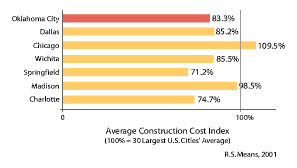 Oklahoma City 83.3%
Dallas 85.2%
Chicago 109.5%
Wichita 85.5%
Springfield 71.2%
Madison 98.5%
Charlotte 74.7%
0 100%
Average Construction Cost Index
(100% = 30 Largest U.S. Cities' Average)
R.S. Means, 2001